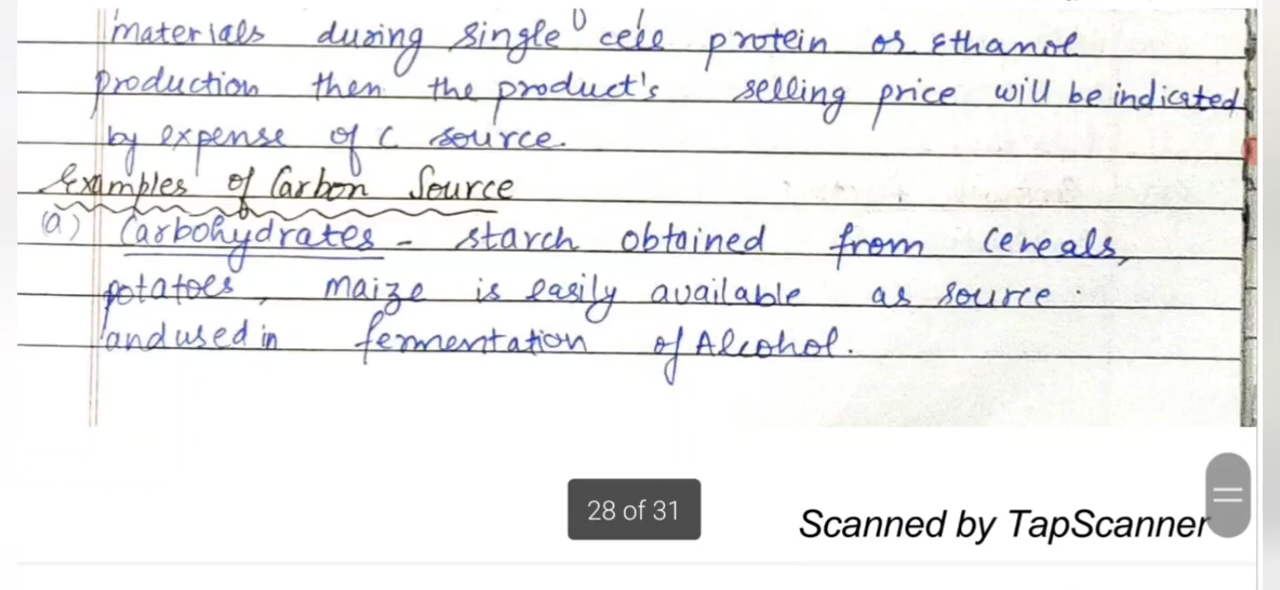 materials during single cell protein or Ethanol
production then the product's selling price will be indicated
by expense of C source.
Examples of Carbon Source
(a) Carbohydrates - starch obtained from cereals,
potatoes, maize is easily available as source
and used in fermentation of Alcohol.
28 of 31
Scanned by TapScanner